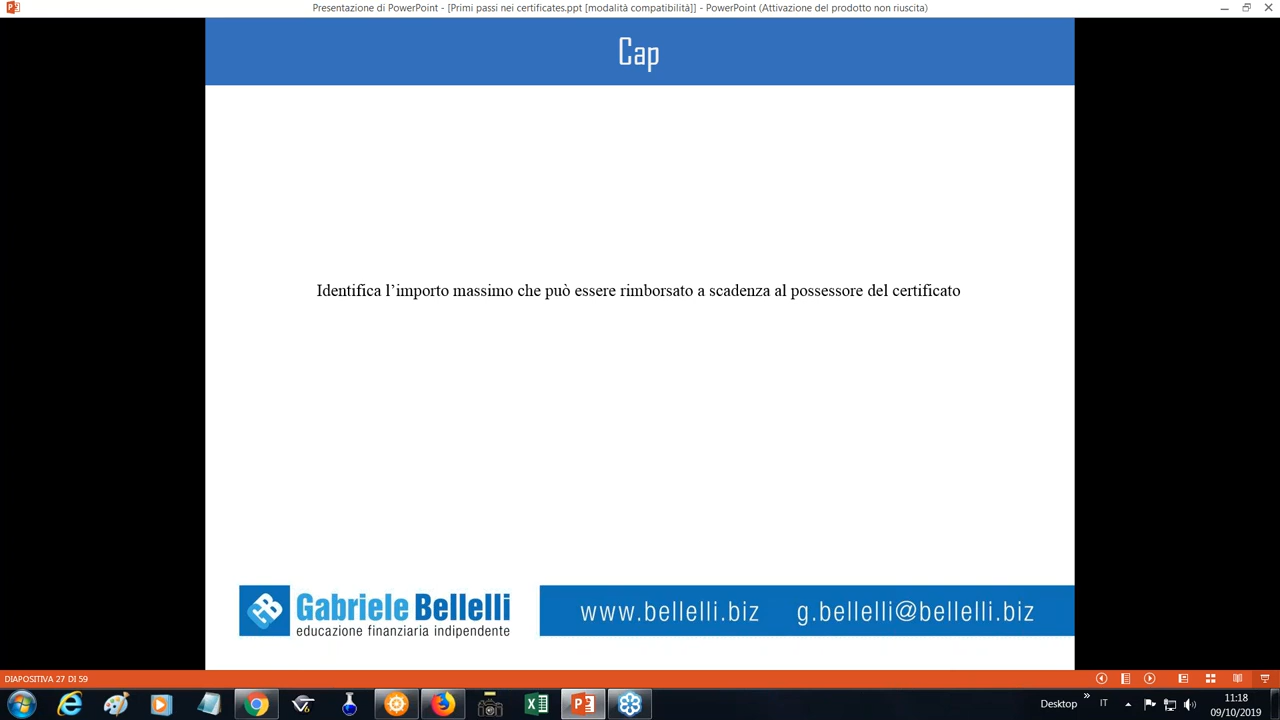 Presentazione di PowerPoint - [Primi passi nei certificates.ppt [modalità compatibilità]] - PowerPoint (Attivazione del prodotto non riuscita)
Cap
Identifica l’importo massimo che può essere rimborsato a scadenza al possessore del certificato
Gabriele Bellelli
educazione finanziaria indipendente
www.bellelli.biz g.bellelli@bellelli.biz
DIAPOSITIVA 27 DI 59
Desktop
IT
11:18
09/10/2019